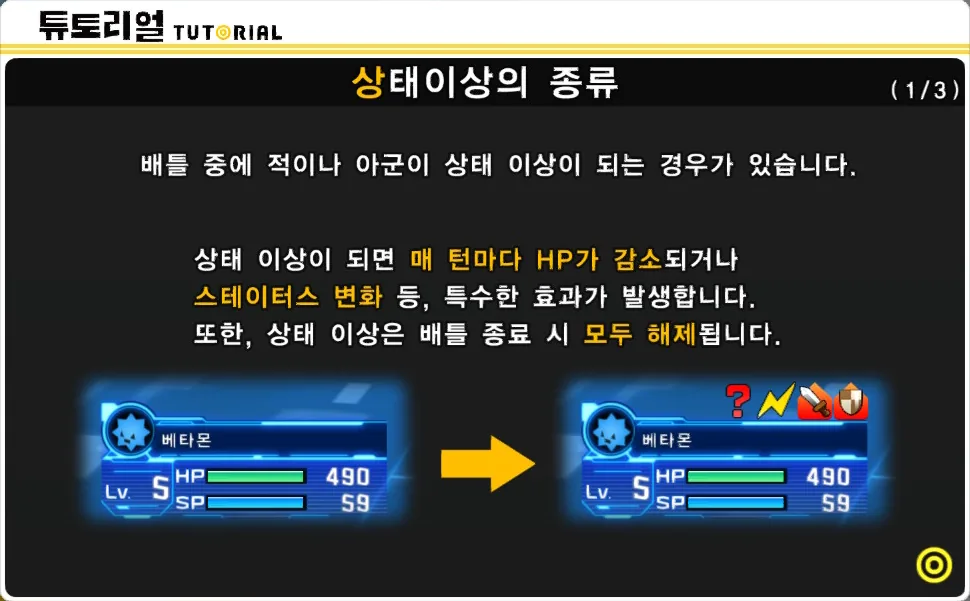 튜토리얼 TUTORIAL
상태이상의 종류
(1/3)
배틀 중에 적이나 아군이 상태 이상이 되는 경우가 있습니다.
상태 이상이 되면 매 턴마다 HP가 감소되거나
스테이터스 변화 등, 특수한 효과가 발생합니다.
또한, 상태 이상은 배틀 종료 시 모두 해제됩니다.
베타몬
Lv. 5
HP 490
SP 59
?
베타몬
Lv. 5
HP 490
SP 59